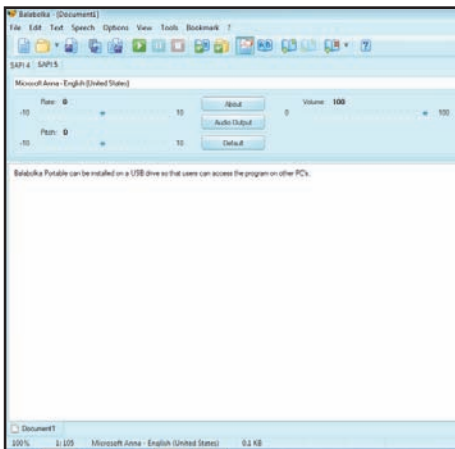 Balabolka - [Document1]
File Edit Text Speech Options View Tools Bookmark ?
SAPI 4 SAPI 5
Microsoft Anna - English (United States)
Rate: 0
-10 10
Pitch: 0
-10 10
About
Audio Output
Default
Volume: 100
0 100
Balabolka Portable can be installed on a USB drive so that users can access the program on other PC's.
Document1
100% 1:105 Microsoft Anna - English (United States) 0.1 KB